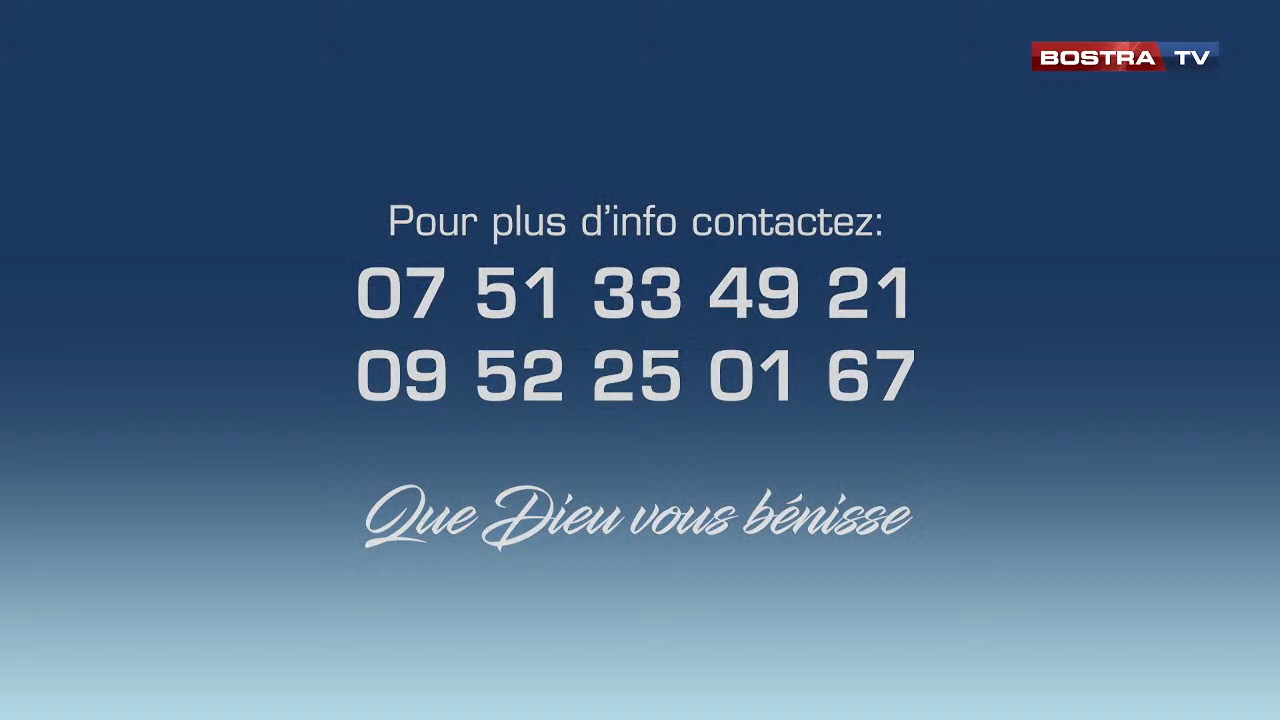 BOSTRA TV
Pour plus d'info contactez:
07 51 33 49 21
09 52 25 01 67
Que Dieu vous bénisse